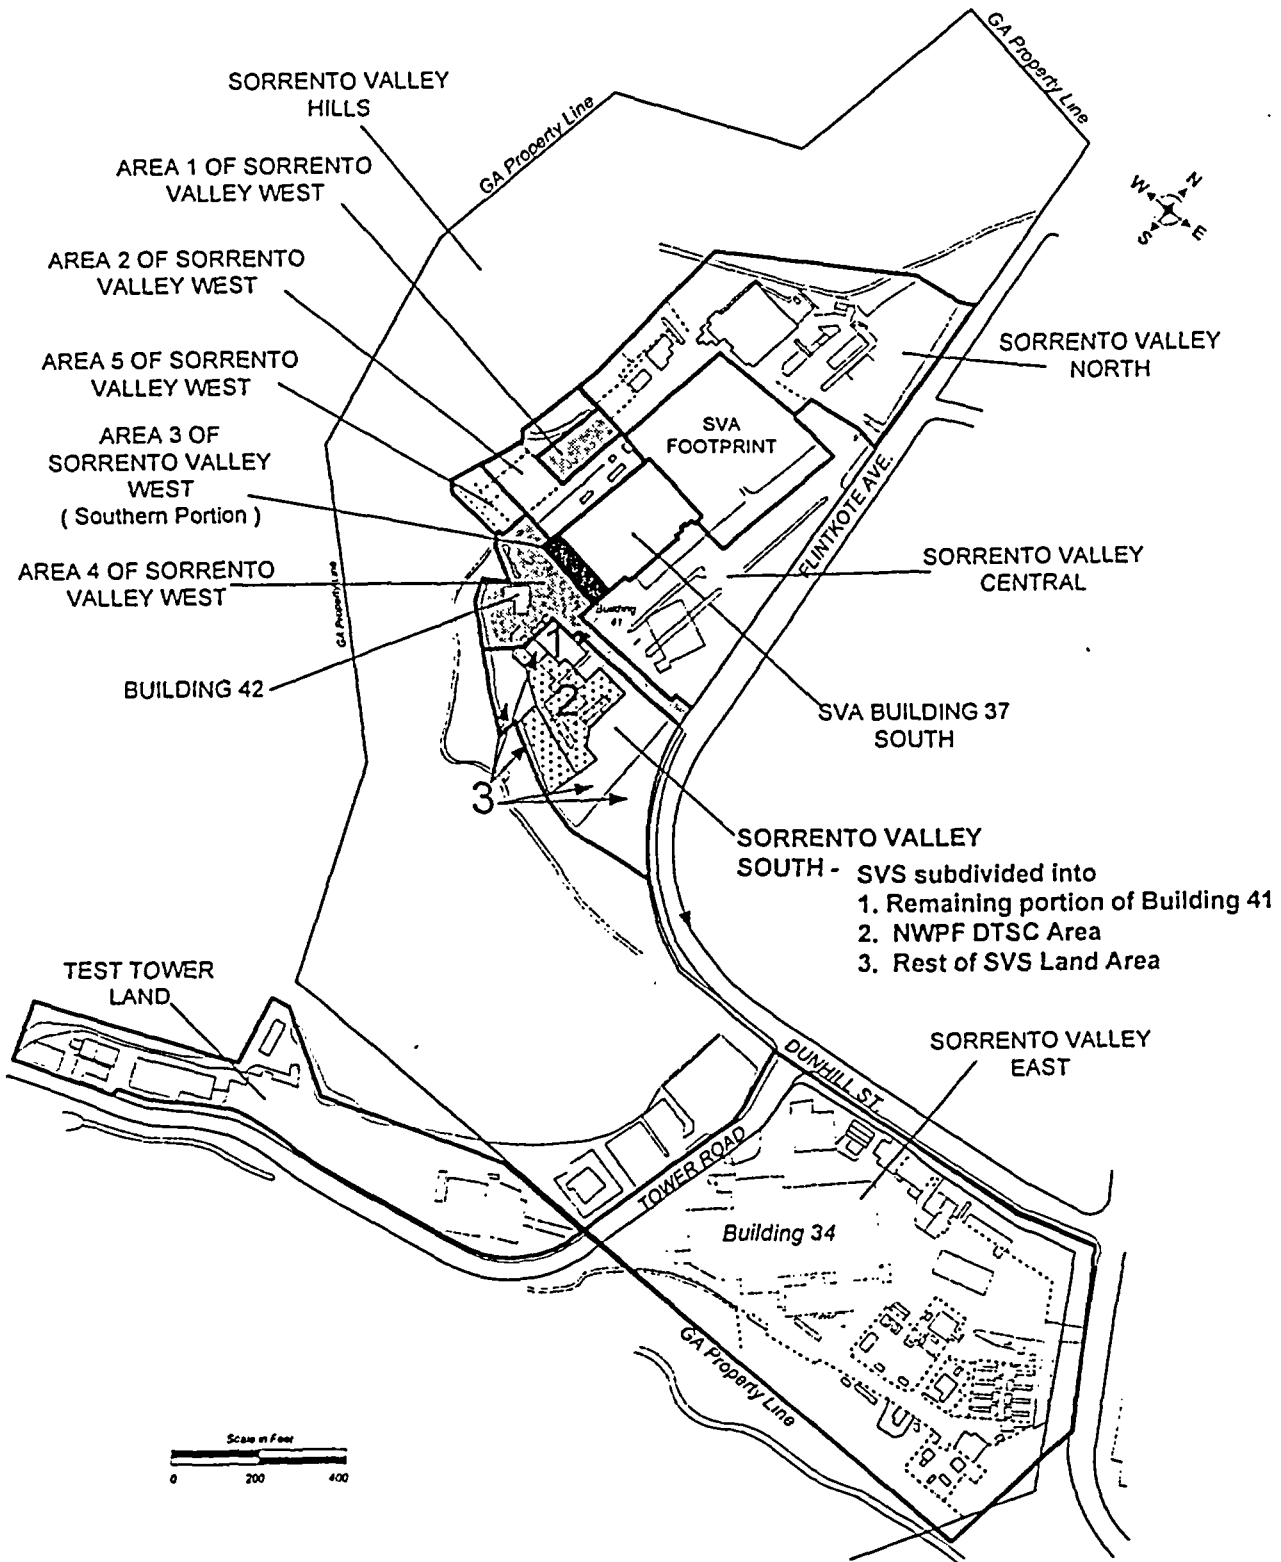 GA Property Line
SORRENTO VALLEY
HILLS
GA Property Line
AREA 1 OF SORRENTO
VALLEY WEST
N
W
E
S
AREA 2 OF SORRENTO
VALLEY WEST
SORRENTO VALLEY
NORTH
AREA 5 OF SORRENTO
VALLEY WEST
SVA
FOOTPRINT
AREA 3 OF
SORRENTO VALLEY
WEST
( Southern Portion )
FLINTKOTE AVE.
SORRENTO VALLEY
CENTRAL
AREA 4 OF SORRENTO
VALLEY WEST
GA Property Line
Building
41
1
BUILDING 42
2
SVA BUILDING 37
SOUTH
3
SORRENTO VALLEY
SOUTH - SVS subdivided into
1. Remaining portion of Building 41
2. NWPF DTSC Area
3. Rest of SVS Land Area
TEST TOWER
LAND
SORRENTO VALLEY
EAST
DUNHILL ST.
TOWER ROAD
Building 34
GA Property Line
Scale in Feet
0 200 400